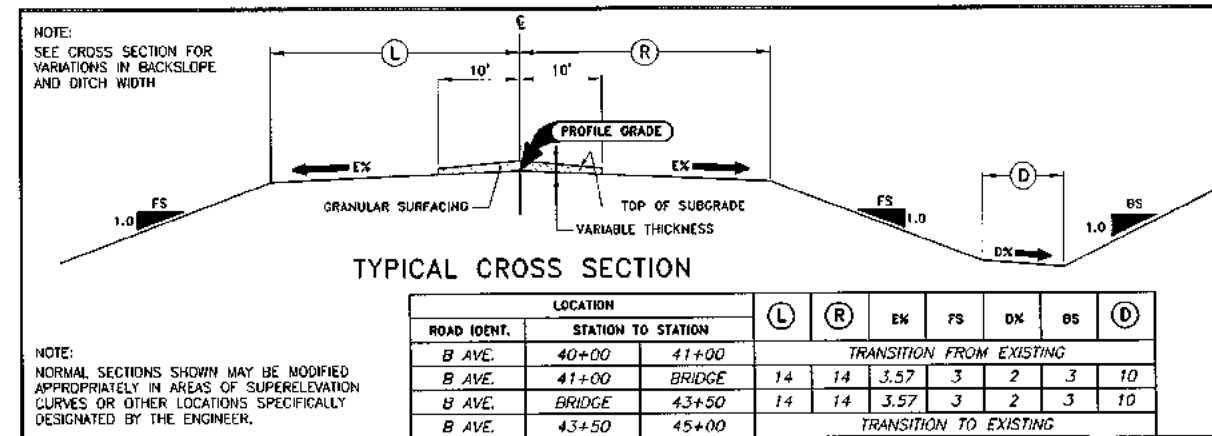 NOTE:
SEE CROSS SECTION FOR
VARIATIONS IN BACKSLOPE
AND DITCH WIDTH
℄
L
R
10' 10'
PROFILE GRADE
E% E%
D
FS
1.0
GRANULAR SURFACING
TOP OF SUBGRADE
VARIABLE THICKNESS
FS
1.0
BS
1.0
D%
TYPICAL CROSS SECTION
LOCATION L R E% FS D% BS D
ROAD IDENT. STATION TO STATION
B AVE. 40+00 41+00 TRANSITION FROM EXISTING
B AVE. 41+00 BRIDGE 14 14 3.57 3 2 3 10
B AVE. BRIDGE 43+50 14 14 3.57 3 2 3 10
B AVE. 43+50 45+00 TRANSITION TO EXISTING
NOTE:
NORMAL SECTIONS SHOWN MAY BE MODIFIED
APPROPRIATELY IN AREAS OF SUPERELEVATION
CURVES OR OTHER LOCATIONS SPECIFICALLY
DESIGNATED BY THE ENGINEER.